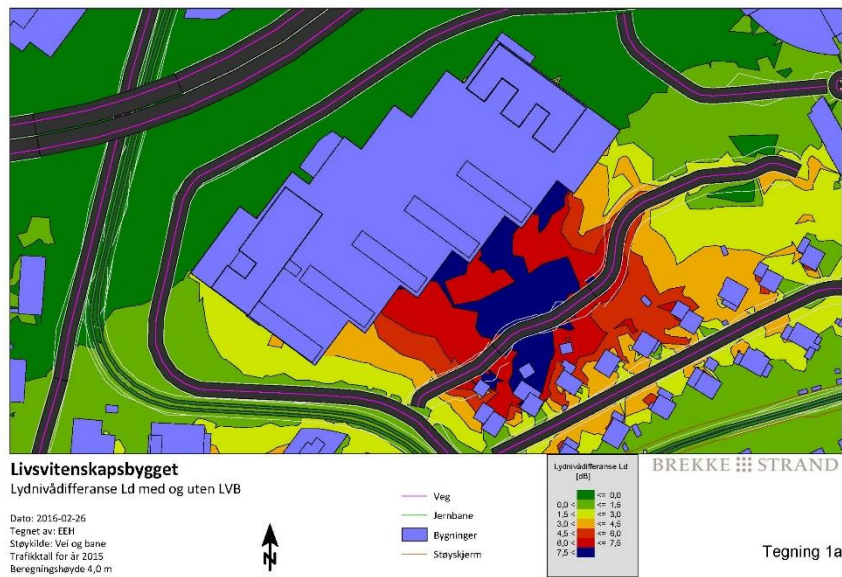 Livsvitenskapsbygget
Lydnivådifferanse Ld med og uten LVB
Dato: 2016-02-26
Tegnet av: EEH
Støykilde: Vei og bane
Trafikktall for år 2015
Beregningshøyde 4,0 m
N
Veg
Jernbane
Bygninger
Støyskjerm
Lydnivådifferanse Ld
[dB]
<= 0,0
0,0 < <= 1,5
1,5 < <= 3,0
3,0 < <= 4,5
4,5 < <= 6,0
6,0 < <= 7,5
7,5 <
BREKKE STRAND
Tegning 1a